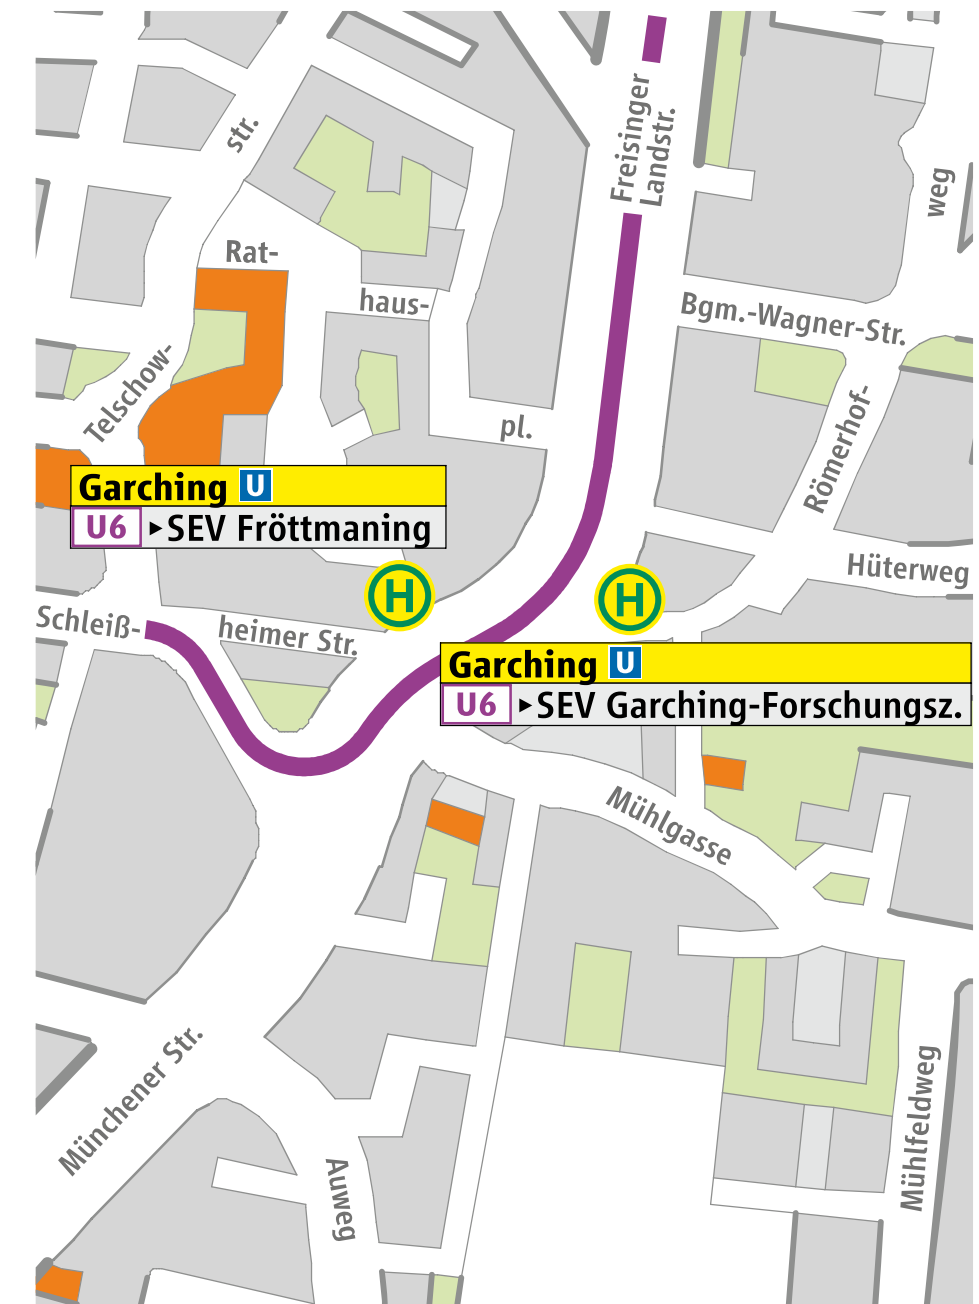 Freisinger
Landstr.
str.
weg
Rat-
haus-
pl.
Bgm.-Wagner-Str.
Telschow-
Römerhof-
Garching U
U6 ▸SEV Fröttmaning
H
H
Hüterweg
Schleiß-
heimer Str.
Garching U
U6 ▸SEV Garching-Forschungsz.
Mühlgasse
Münchener Str.
Auweg
Mühlfeldweg